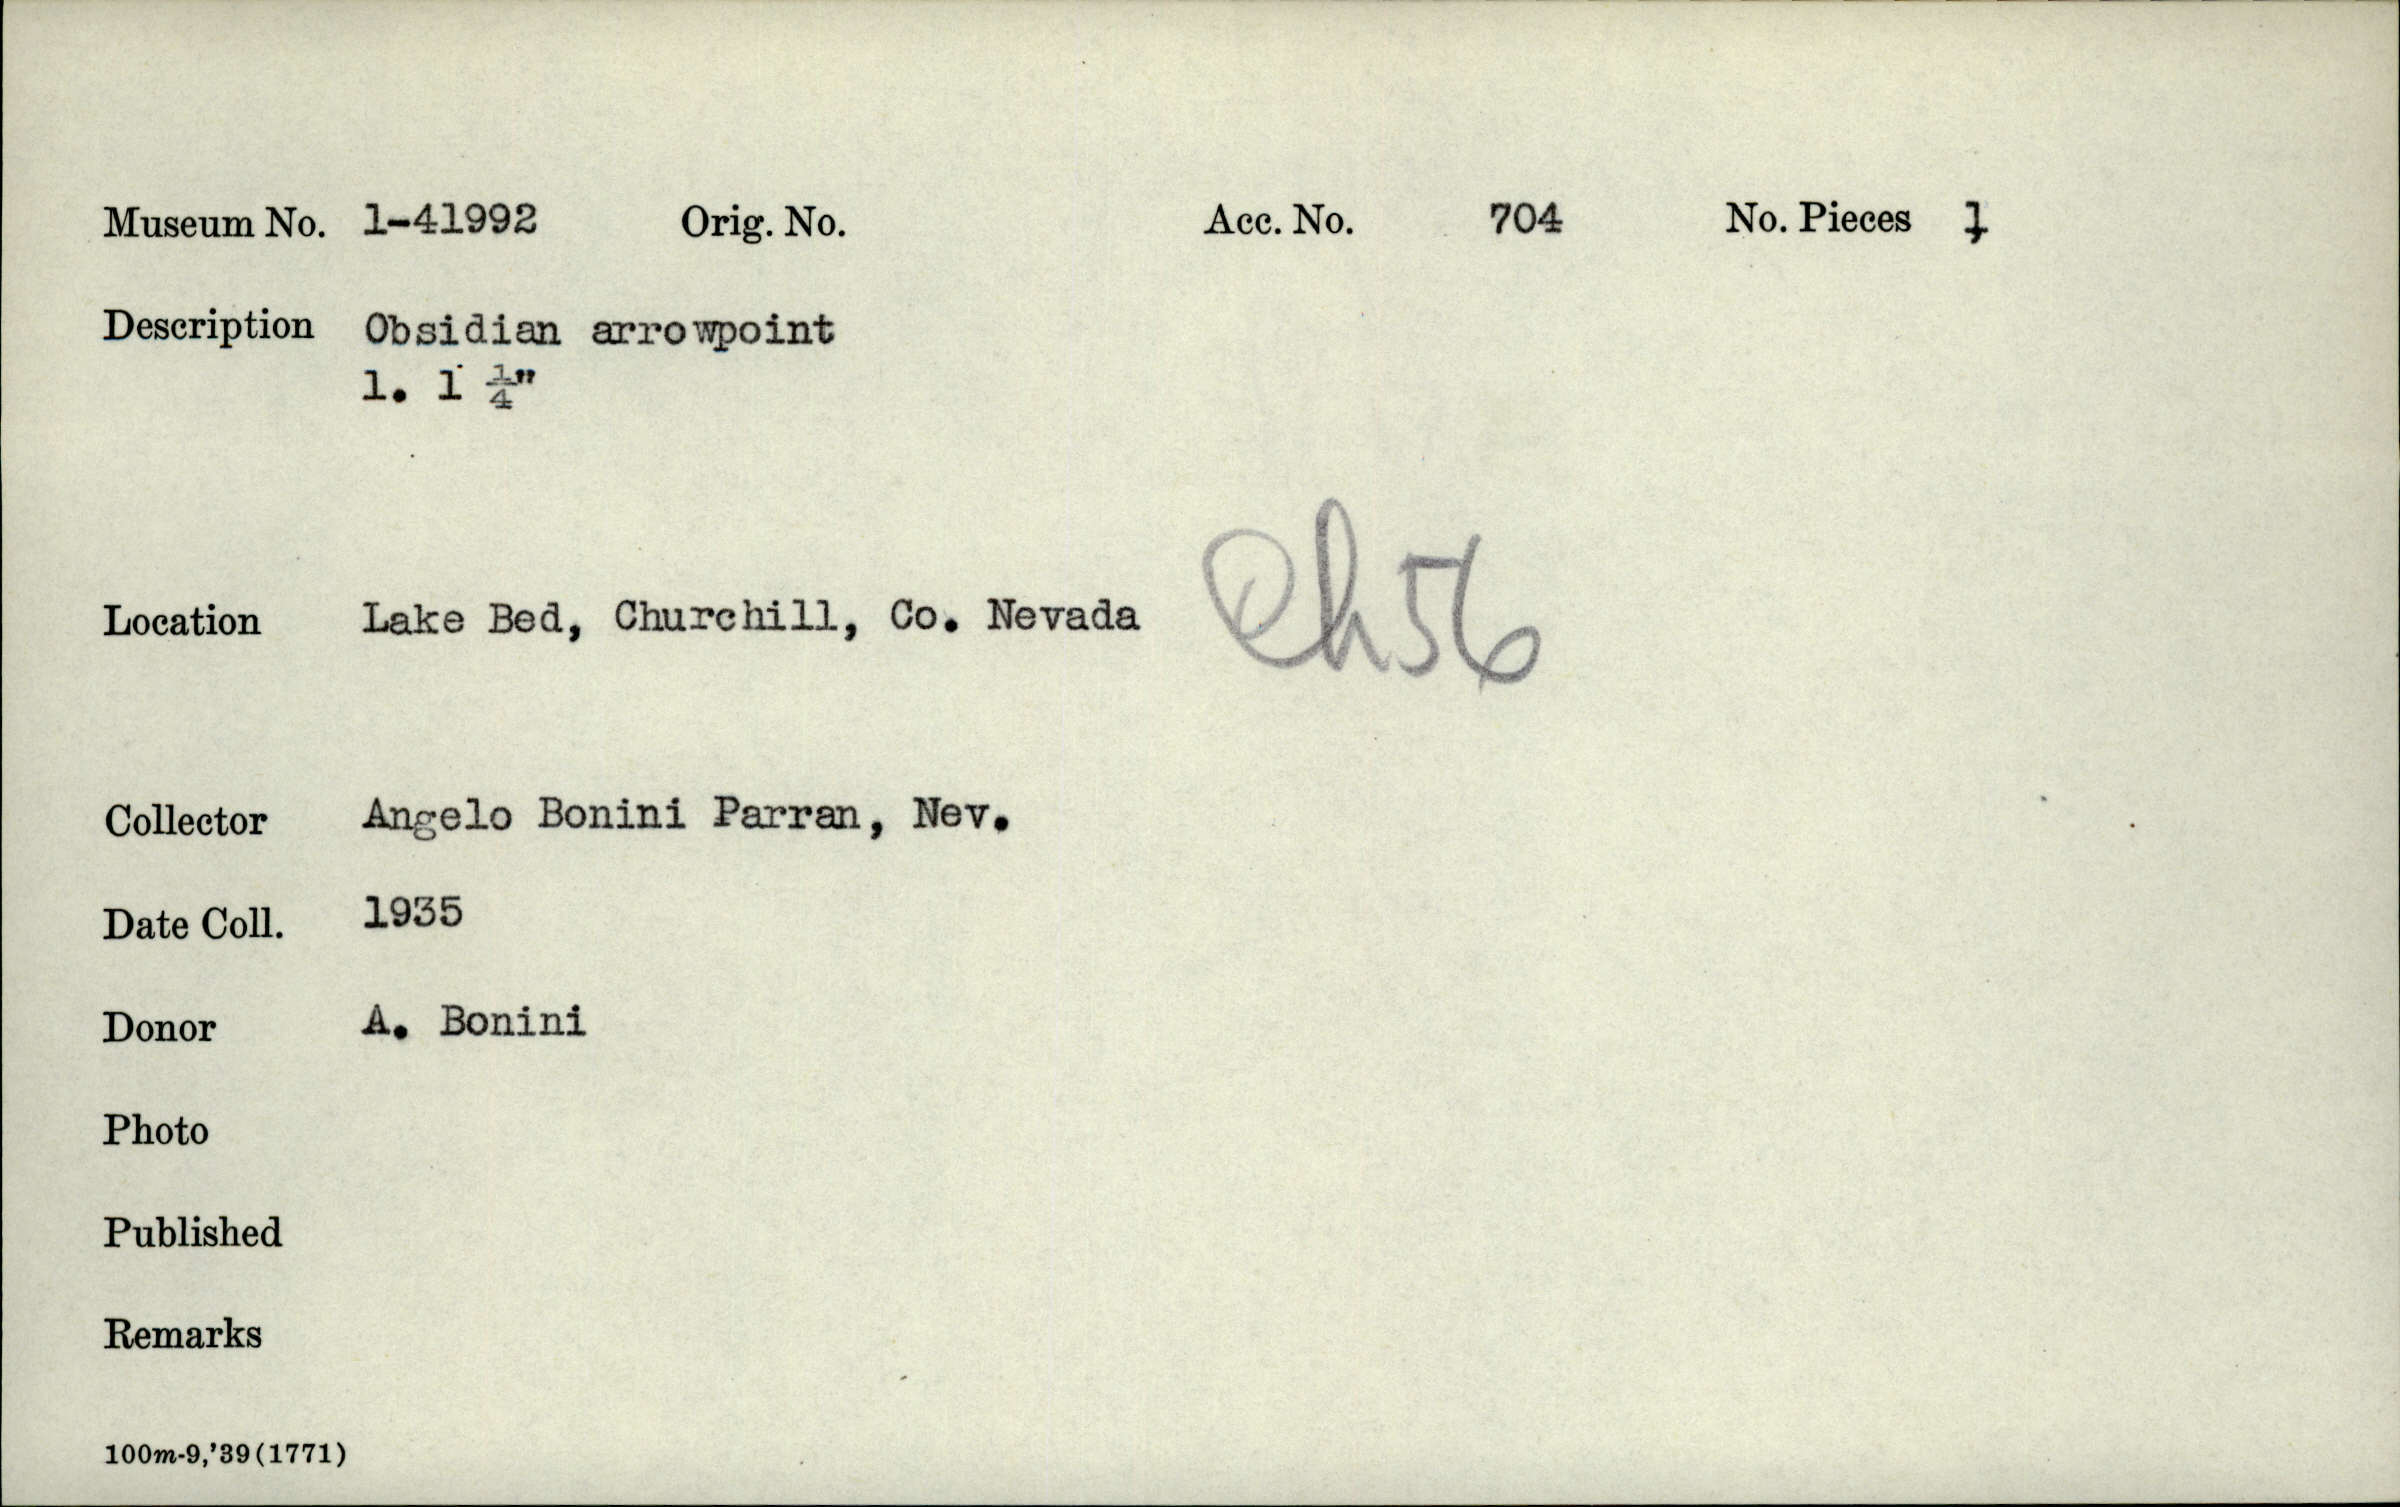 Museum No. 1-41992 Orig. No. Acc. No. 704 No. Pieces 1
Description Obsidian arrowpoint
l. 1 1/4"
Location Lake Bed, Churchill, Co. Nevada Ch56
Collector Angelo Bonini Parran, Nev.
Date Coll. 1935
Donor A. Bonini
Photo
Published
Remarks
100m-9,'39(1771)